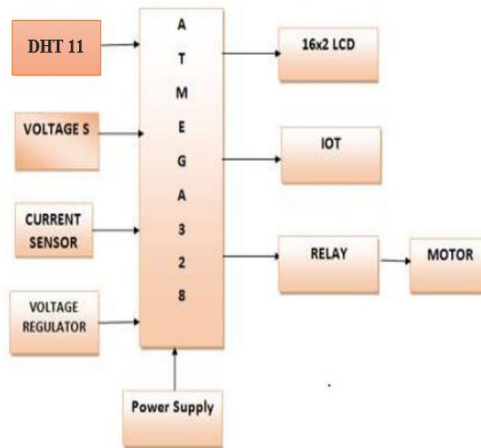 DHT 11
VOLTAGE S
CURRENT
SENSOR
VOLTAGE
REGULATOR
A
T
M
E
G
A
3
2
8
Power Supply
16x2 LCD
IOT
RELAY
MOTOR